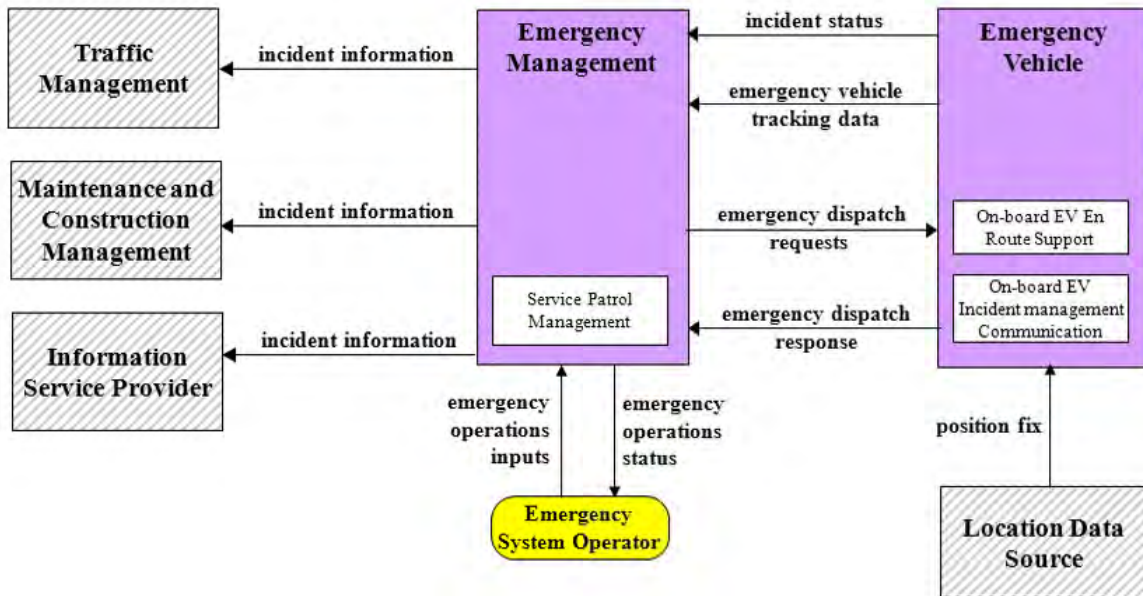 Traffic
Management
incident information
Emergency
Management
incident status
Emergency
Vehicle
emergency vehicle
tracking data
Maintenance and
Construction
Management
incident information
emergency dispatch
requests
On-board EV En
Route Support
Service Patrol
Management
On-board EV
Incident management
Communication
Information
Service Provider
incident information
emergency dispatch
response
emergency
operations
inputs
emergency
operations
status
position fix
Emergency
System Operator
Location Data
Source